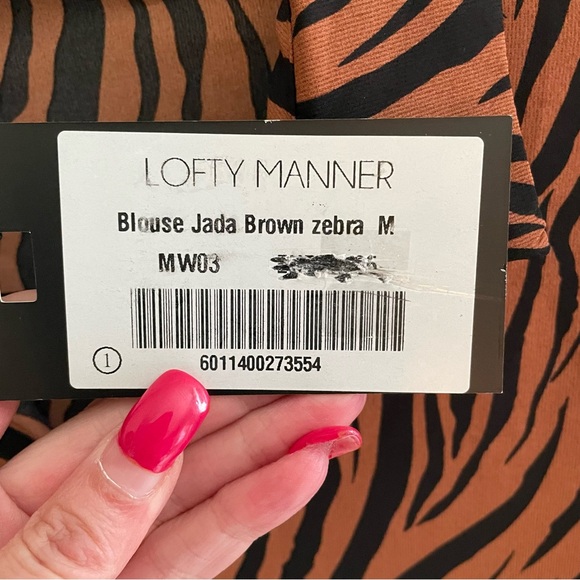 LOFTY MANNER
Blouse Jada Brown zebra M
MW03
6011400273554
1